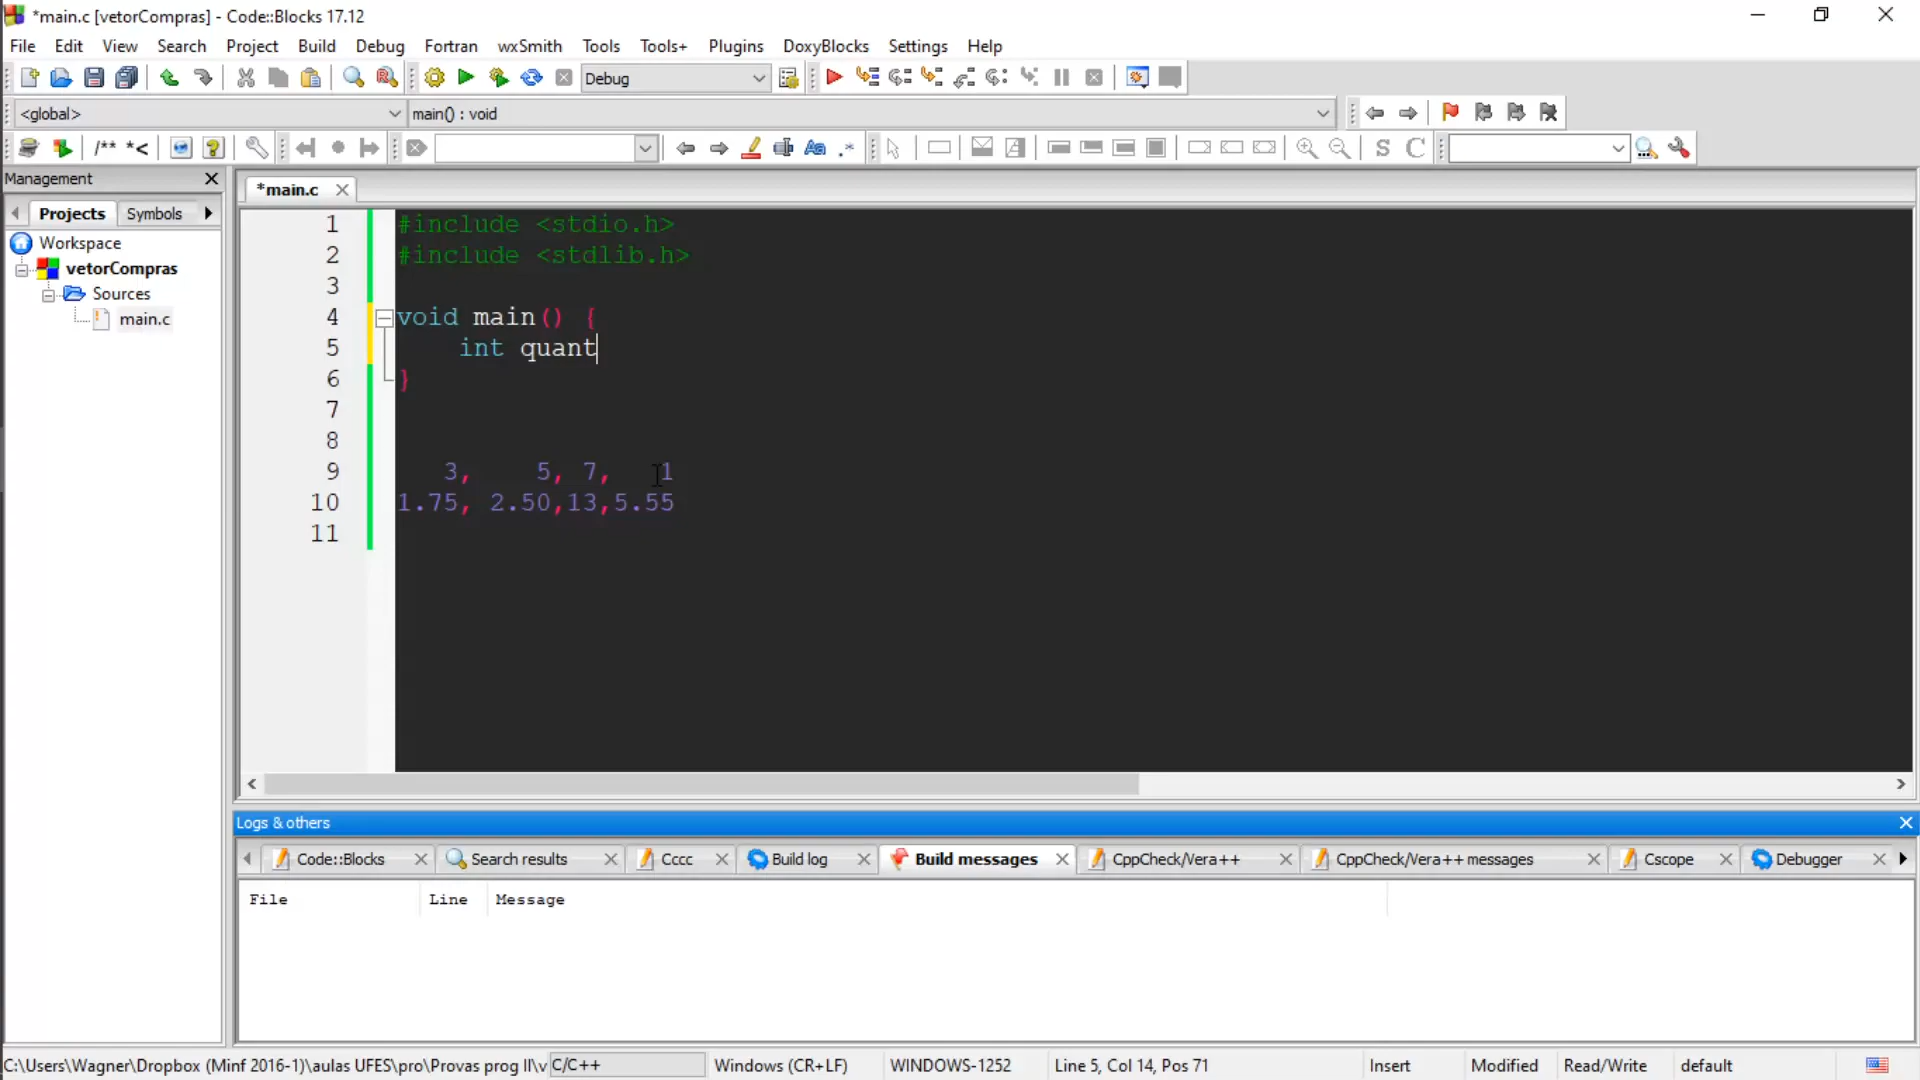 *main.c [vetorCompras] - Code::Blocks 17.12
File Edit View Search Project Build Debug Fortran wxSmith Tools Tools+ Plugins DoxyBlocks Settings Help
Debug
<global> main() : void
/** *<
Aa .* S C
Management
*main.c
Projects Symbols
Workspace
vetorCompras
Sources
main.c
1 #include <stdio.h>
2 #include <stdlib.h>
3
4 void main() {
5 int quant
6 }
7
8
9 3, 5, 7, 1
10 1.75, 2.50,13,5.55
11
Logs & others
Code::Blocks Search results Cccc Build log Build messages CppCheck/Vera++ CppCheck/Vera++ messages Cscope Debugger
File Line Message
C:\Users\Wagner\Dropbox (Minf 2016-1)\aulas UFES\pro\Provas prog II\v C/C++ Windows (CR+LF) WINDOWS-1252 Line 5, Col 14, Pos 71 Insert Modified Read/Write default